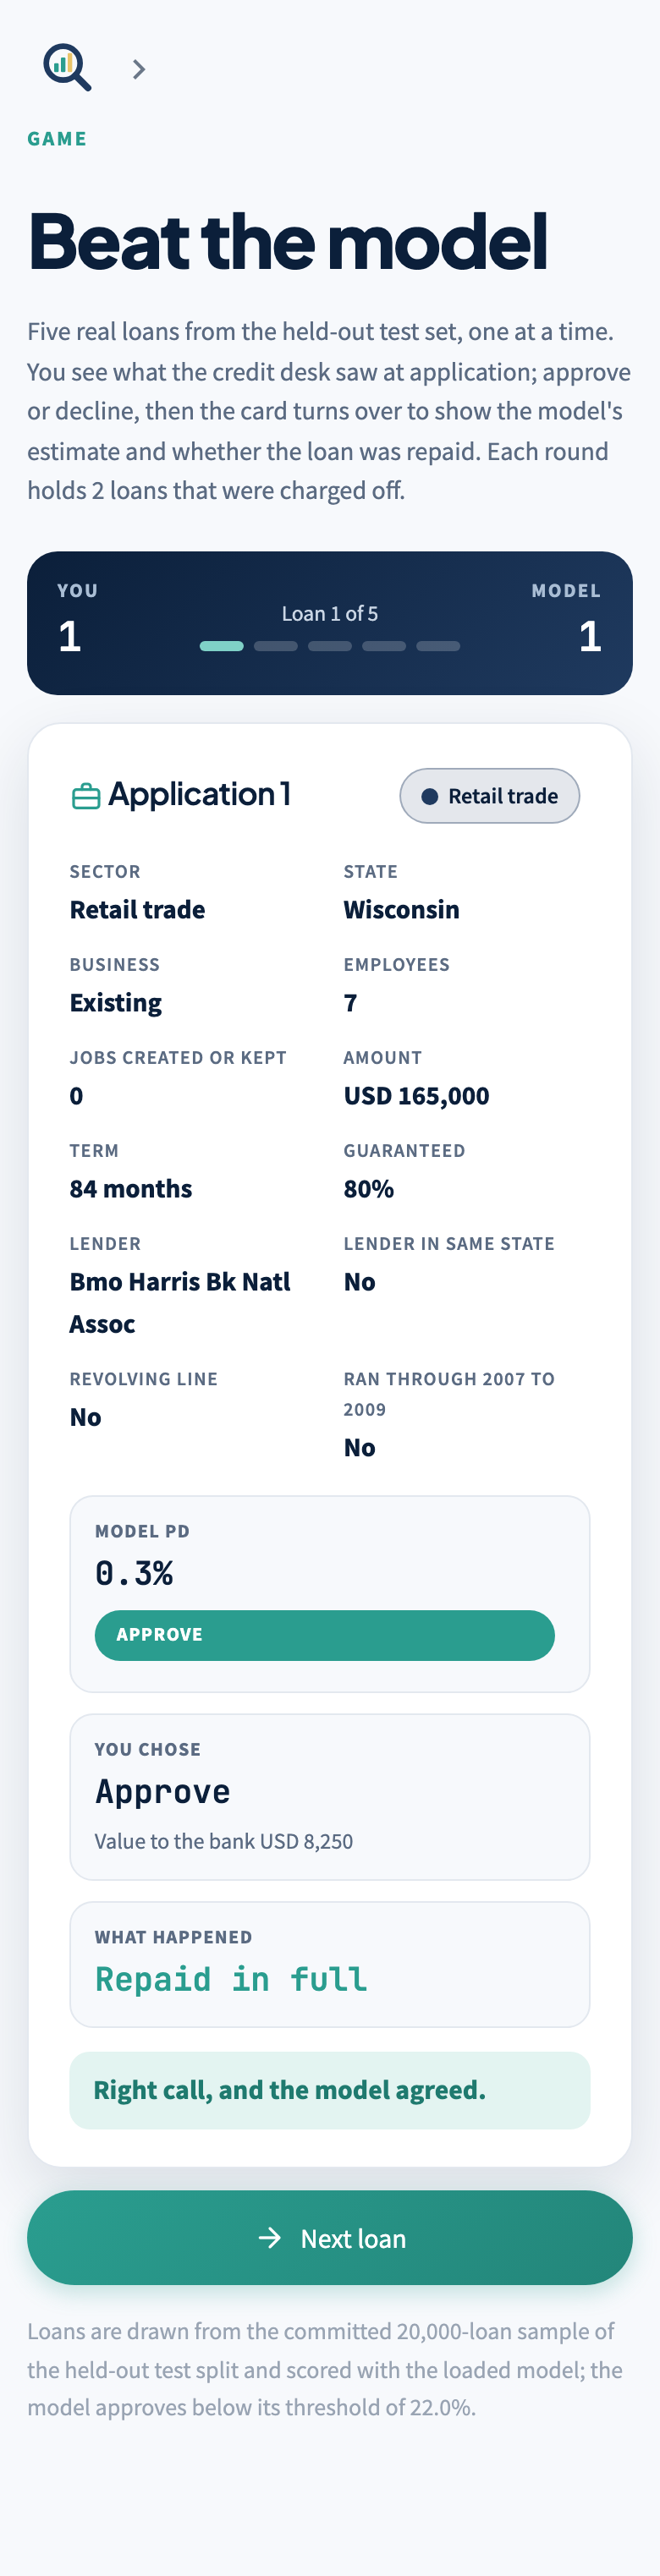 GAME
Beat the model
Five real loans from the held-out test set, one at a time.
You see what the credit desk saw at application; approve
or decline, then the card turns over to show the model's
estimate and whether the loan was repaid. Each round
holds 2 loans that were charged off.
YOU
1
Loan 1 of 5
MODEL
1
Application 1
Retail trade
SECTOR
Retail trade
STATE
Wisconsin
BUSINESS
Existing
EMPLOYEES
7
JOBS CREATED OR KEPT
0
AMOUNT
USD 165,000
TERM
84 months
GUARANTEED
80%
LENDER
Bmo Harris Bk Natl
Assoc
LENDER IN SAME STATE
No
REVOLVING LINE
No
RAN THROUGH 2007 TO
2009
No
MODEL PD
0.3%
APPROVE
YOU CHOSE
Approve
Value to the bank USD 8,250
WHAT HAPPENED
Repaid in full
Right call, and the model agreed.
Next loan
Loans are drawn from the committed 20,000-loan sample of
the held-out test split and scored with the loaded model; the
model approves below its threshold of 22.0%.